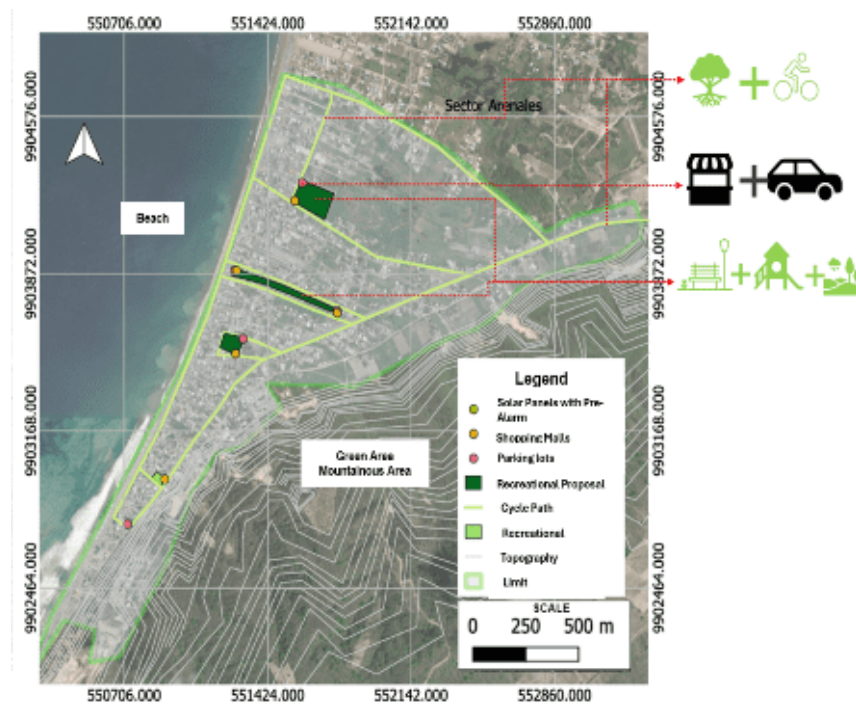 550706.000 551424.000 552142.000 552860.000
9904576.000
9904576.000
Sector Arenales
Beach
9903872.000
9903872.000
9903168.000
9903168.000
Green Area
Mountainous Area
9902464.000
9902464.000
Legend
Solar Panels with Pre-
Alarm
Shopping Malls
Parking lots
Recreational Proposal
Cycle Path
Recreational
Topography
Limit
SCALE
0 250 500 m
550706.000 551424.000 552142.000 552860.000